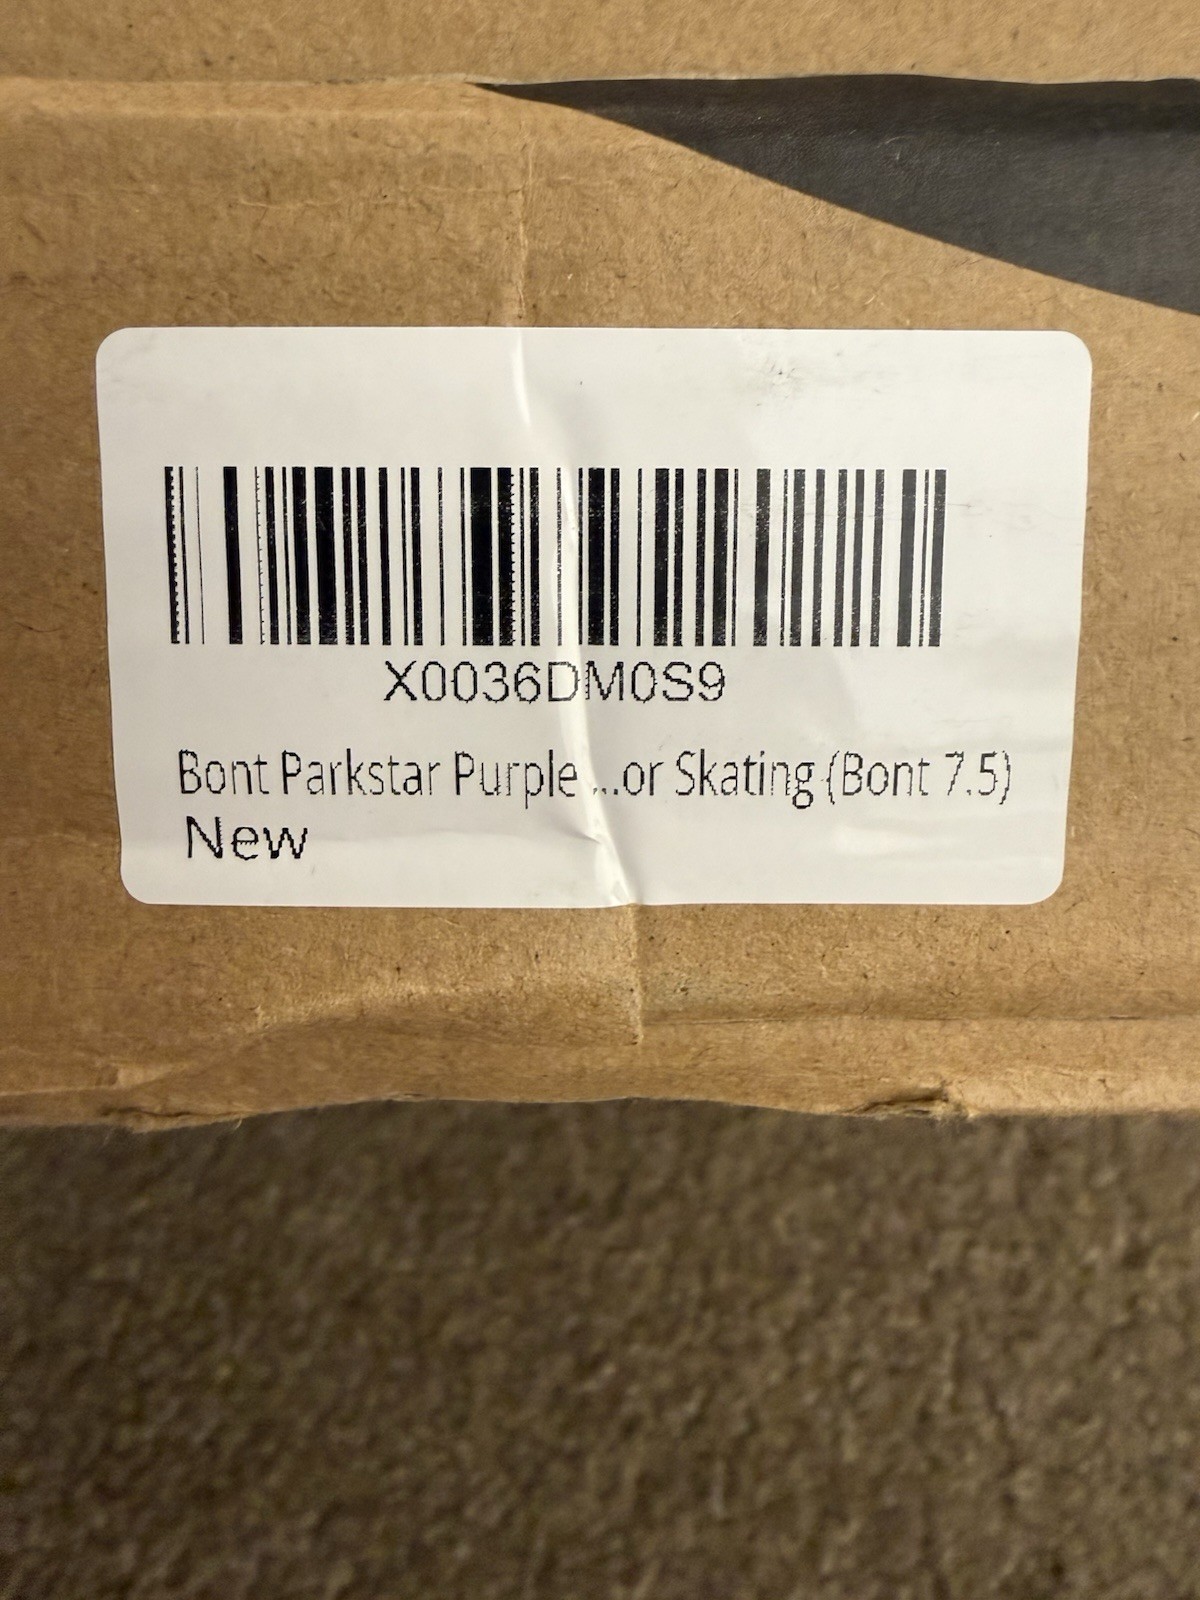 X0036DM0S9
Bont Parkstar Purple ...or Skating (Bont 7.5)
New